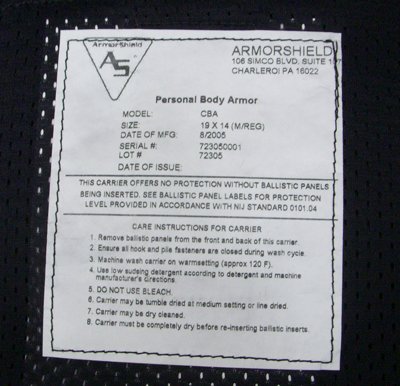 ArmorShield
AS
ARMORSHIELD
106 SIMCO BLVD, SUITE 107
CHARLEROI PA 16022
Personal Body Armor
MODEL: CBA
SIZE: 19 X 14 (M/REG)
DATE OF MFG: 8/2005
SERIAL #: 723050001
LOT # 72305
DATE OF ISSUE:
THIS CARRIER OFFERS NO PROTECTION WITHOUT BALLISTIC PANELS
BEING INSERTED. SEE BALLISTIC PANEL LABELS FOR PROTECTION
LEVEL PROVIDED IN ACCORDANCE WITH NIJ STANDARD 0101.04
CARE INSTRUCTIONS FOR CARRIER
1. Remove ballistic panels from the front and back of this carrier.
2. Ensure all hook and pile fasteners are closed during wash cycle.
3. Machine wash carrier on warmsetting (approx 120 F).
4. Use low sudsing detergent according to detergent and machine
manufacturer's directions.
5. DO NOT USE BLEACH.
6. Carrier may be tumble dried at medium setting or line dried.
7. Carrier may be dry cleaned.
8. Carrier must be completely dry before re-inserting ballistic inserts.